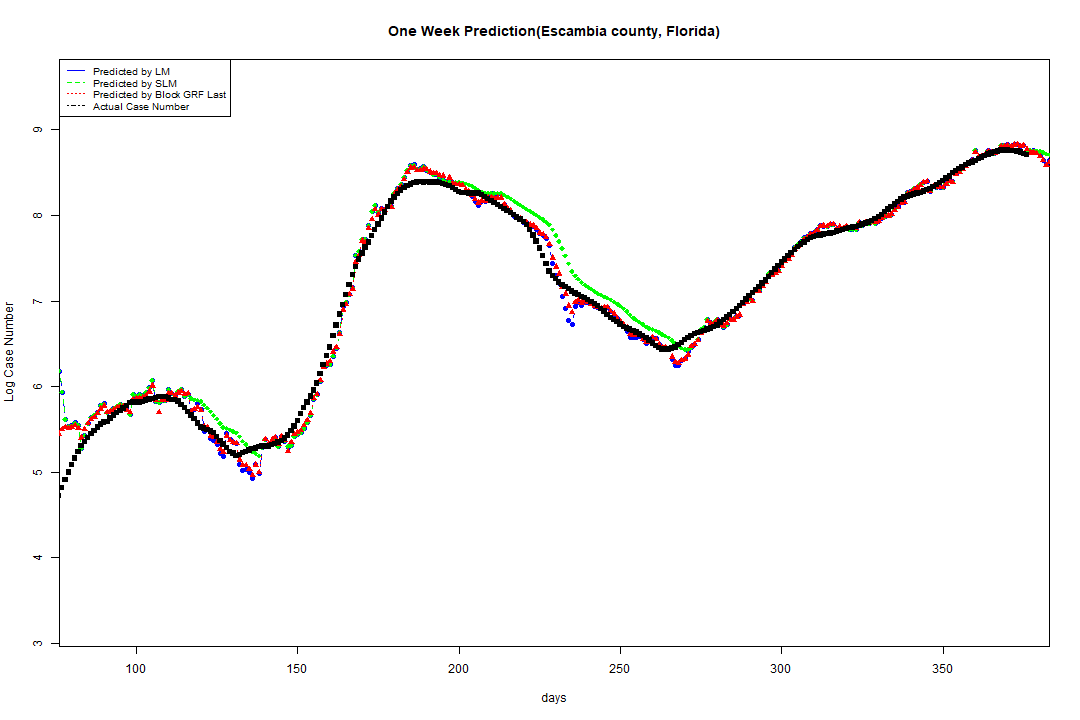 One Week Prediction(Escambia county, Florida)
Predicted by LM
Predicted by SLM
Predicted by Block GRF Last
Actual Case Number
Log Case Number
9
8
7
6
5
4
3
100 150 200 250 300 350
days